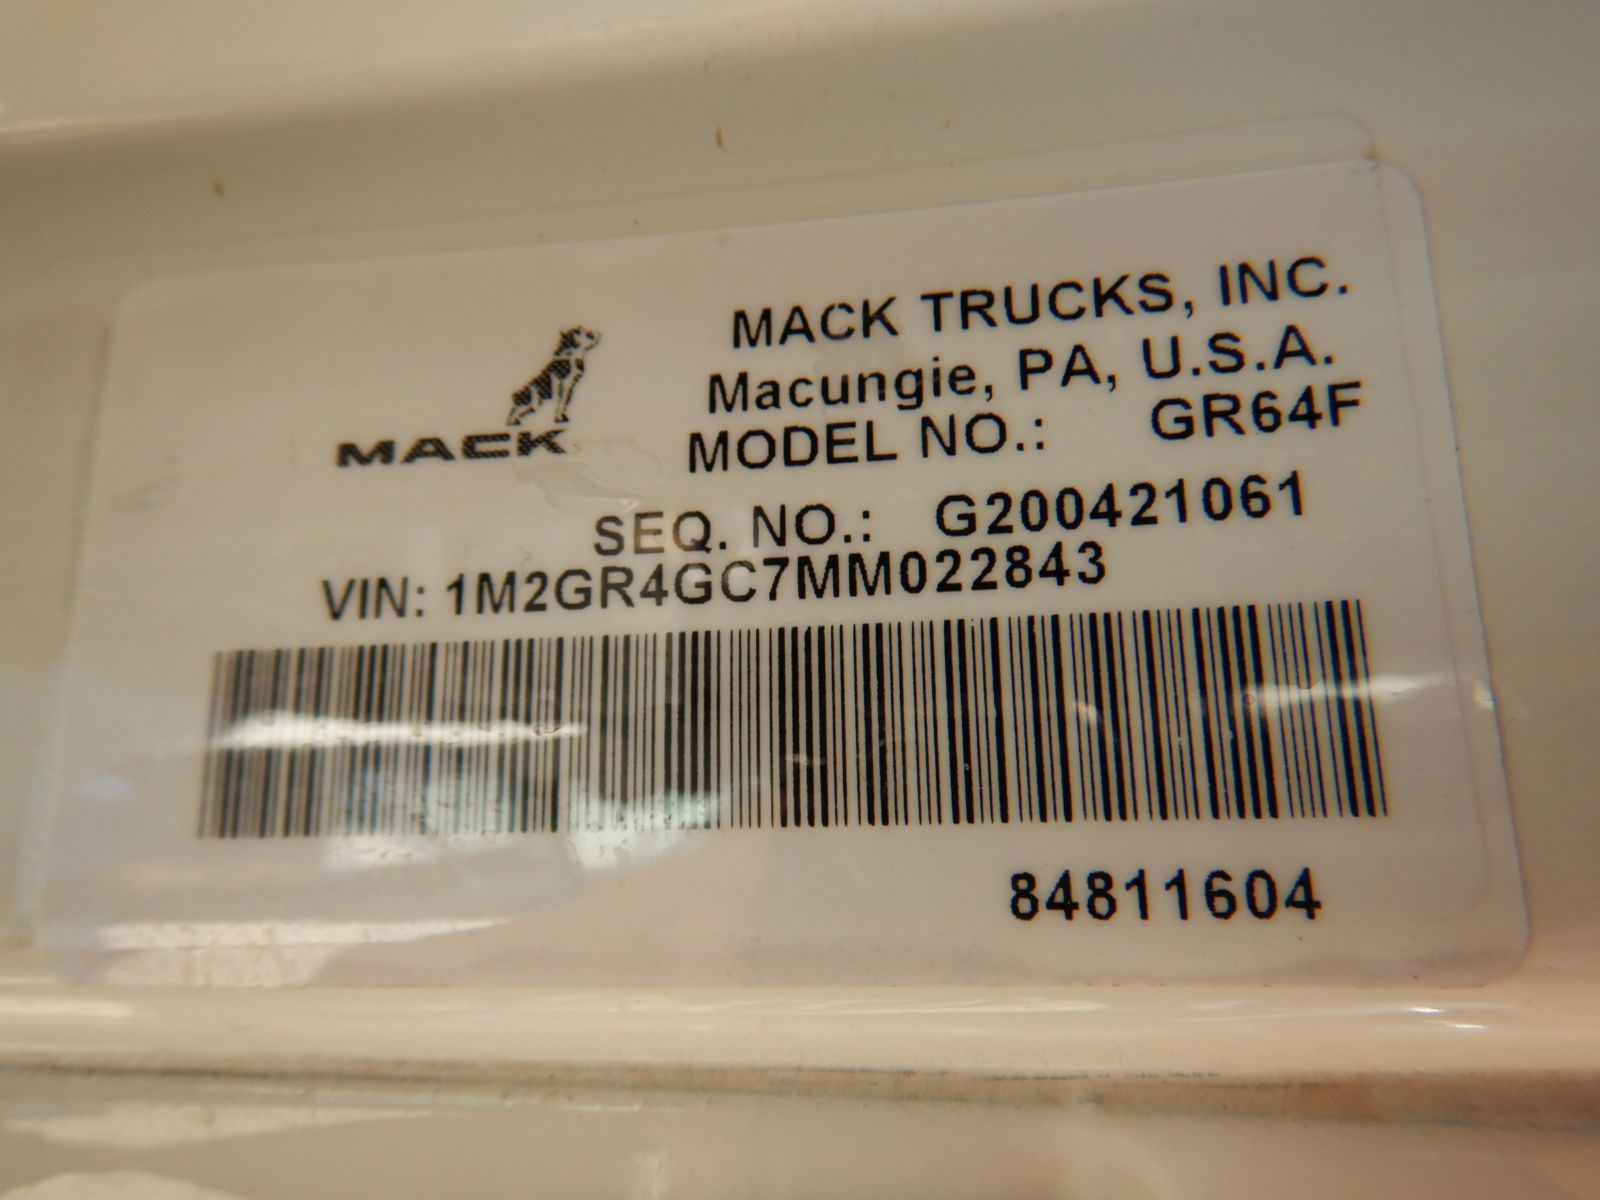 MACK TRUCKS, INC.
Macungie, PA, U.S.A.
MACK
MODEL NO.: GR64F
SEQ. NO.: G200421061
VIN: 1M2GR4GC7MM022843
84811604